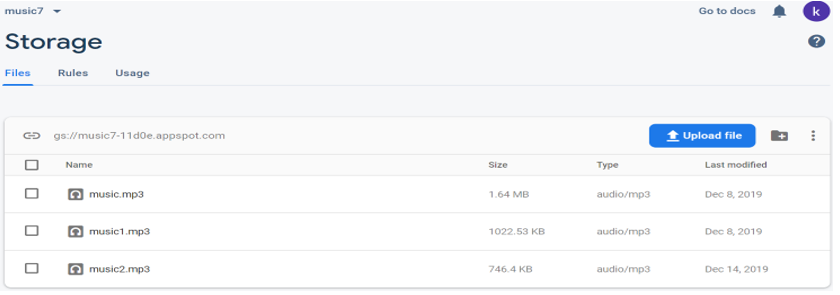 music7 Go to docs k
Storage ?
Files Rules Usage
gs://music7-11d0e.appspot.com Upload file
Name Size Type Last modified
music.mp3 1.64 MB audio/mp3 Dec 8, 2019
music1.mp3 1022.53 KB audio/mp3 Dec 8, 2019
music2.mp3 746.4 KB audio/mp3 Dec 14, 2019